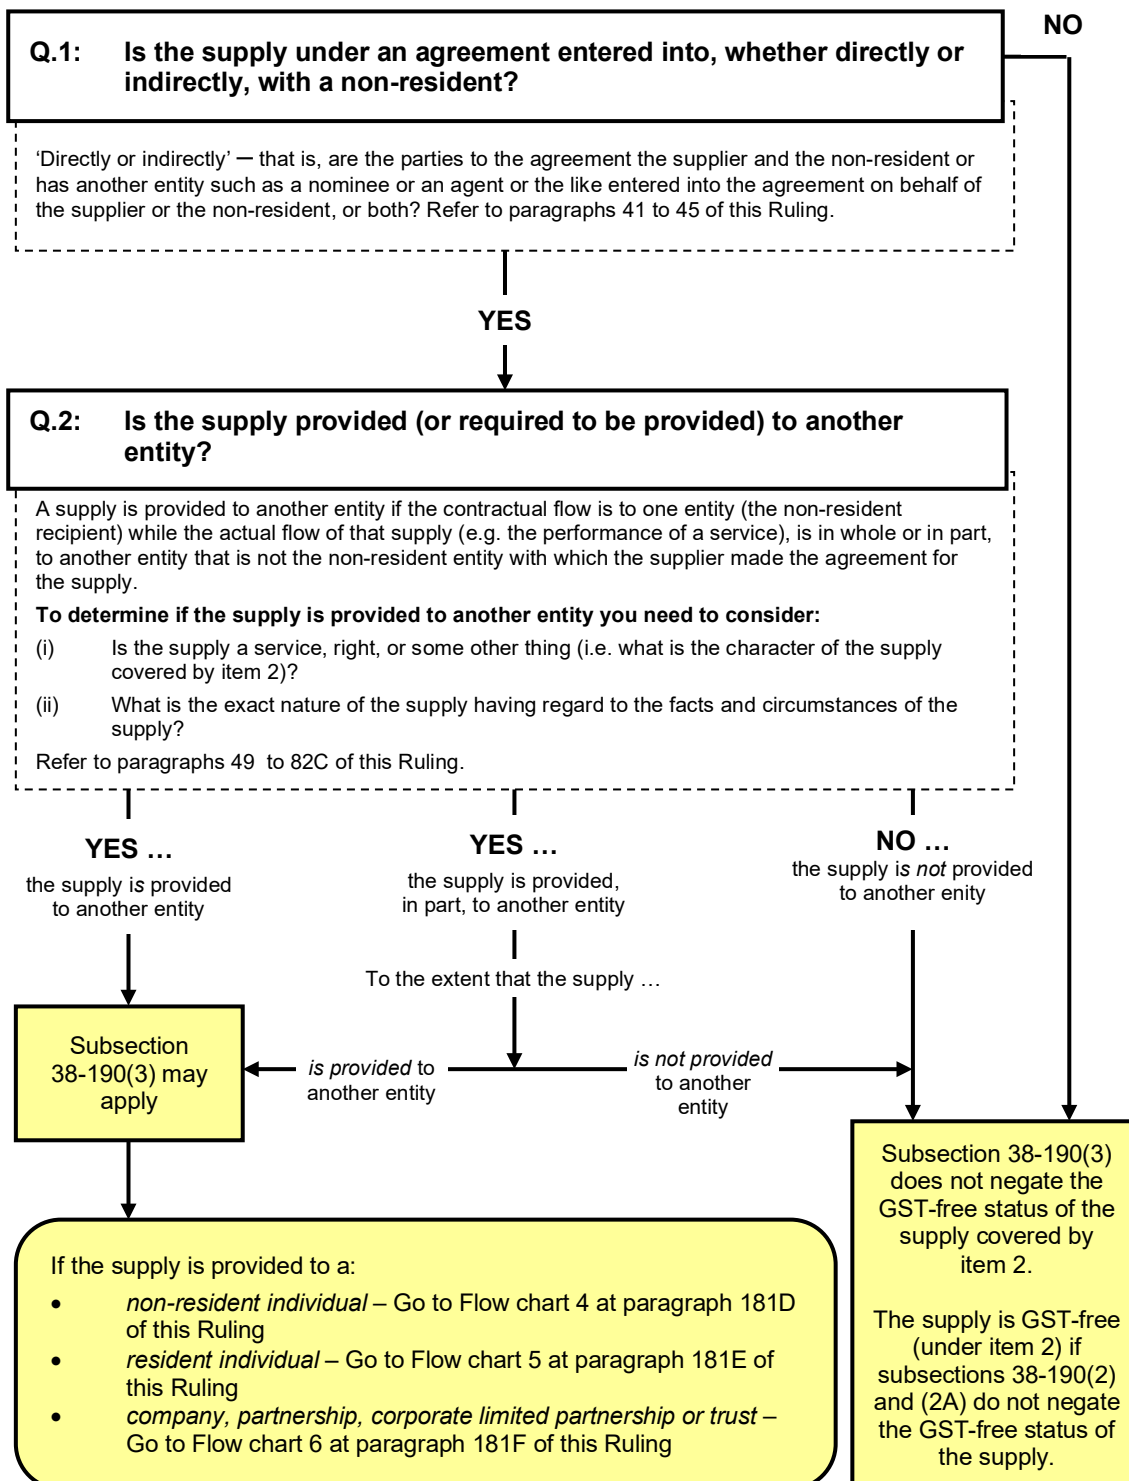 NO
Q.1: Is the supply under an agreement entered into, whether directly or
indirectly, with a non-resident?
‘Directly or indirectly’ – that is, are the parties to the agreement the supplier and the non-resident or
has another entity such as a nominee or an agent or the like entered into the agreement on behalf of
the supplier or the non-resident, or both? Refer to paragraphs 41 to 45 of this Ruling.
YES
Q.2: Is the supply provided (or required to be provided) to another
entity?
A supply is provided to another entity if the contractual flow is to one entity (the non-resident
recipient) while the actual flow of that supply (e.g. the performance of a service), is in whole or in part,
to another entity that is not the non-resident entity with which the supplier made the agreement for
the supply.
To determine if the supply is provided to another entity you need to consider:
(i) Is the supply a service, right, or some other thing (i.e. what is the character of the supply
covered by item 2)?
(ii) What is the exact nature of the supply having regard to the facts and circumstances of the
supply?
Refer to paragraphs 49 to 82C of this Ruling.
YES …
the supply is provided
to another entity
YES …
the supply is provided,
in part, to another entity
NO …
the supply is not provided
to another enity
To the extent that the supply …
Subsection
38-190(3) may
apply
is provided to
another entity
is not provided
to another
entity
If the supply is provided to a:
• non-resident individual – Go to Flow chart 4 at paragraph 181D
of this Ruling
• resident individual – Go to Flow chart 5 at paragraph 181E of
this Ruling
• company, partnership, corporate limited partnership or trust –
Go to Flow chart 6 at paragraph 181F of this Ruling
Subsection 38-190(3)
does not negate the
GST-free status of the
supply covered by
item 2.
The supply is GST-free
(under item 2) if
subsections 38-190(2)
and (2A) do not negate
the GST-free status of
the supply.